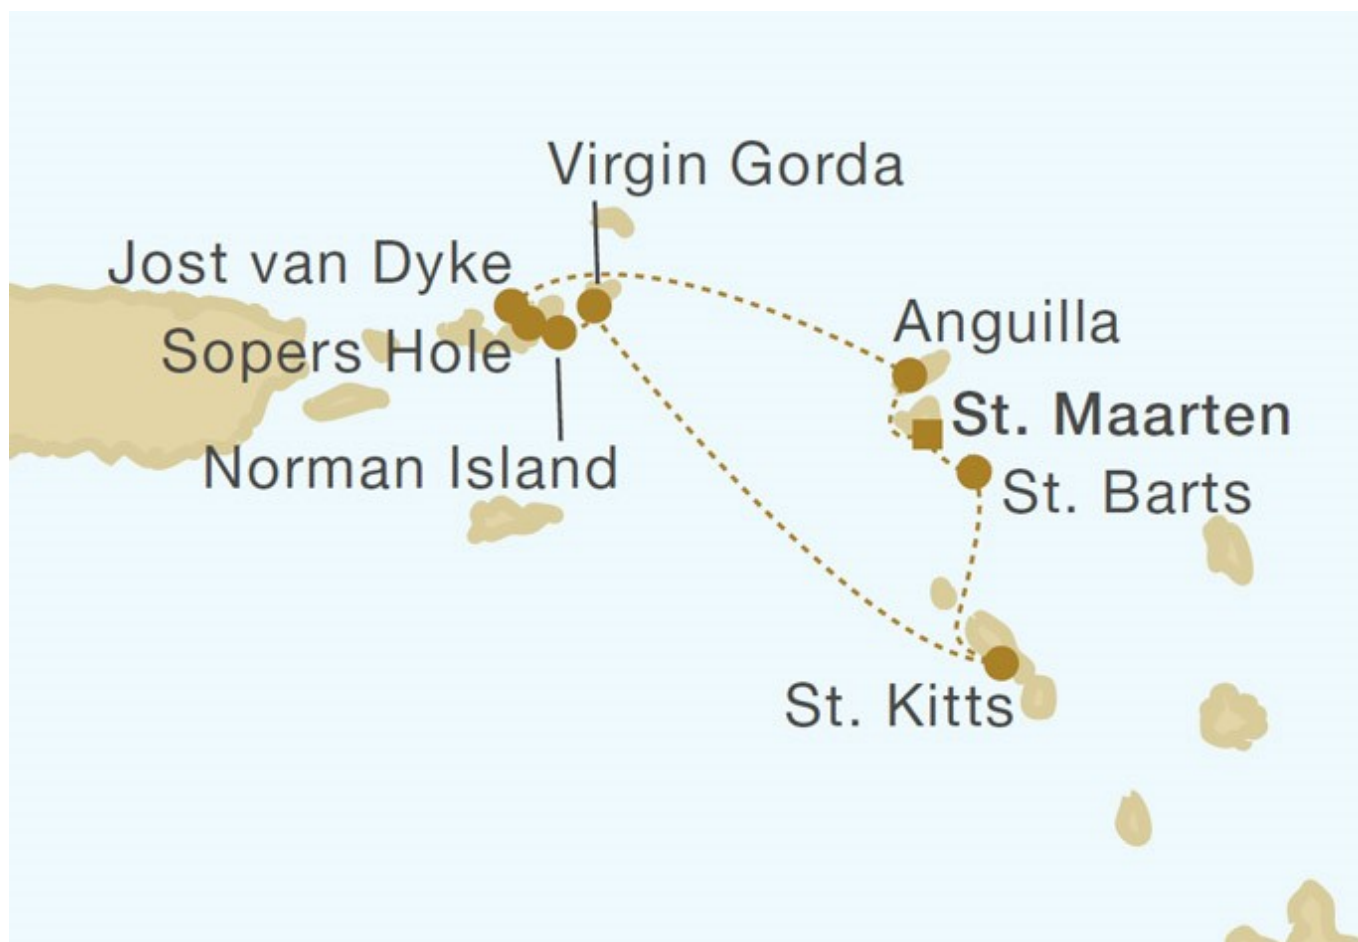 Virgin Gorda
Jost van Dyke
Anguilla
Sopers Hole
St. Maarten
Norman Island
St. Barts
St. Kitts